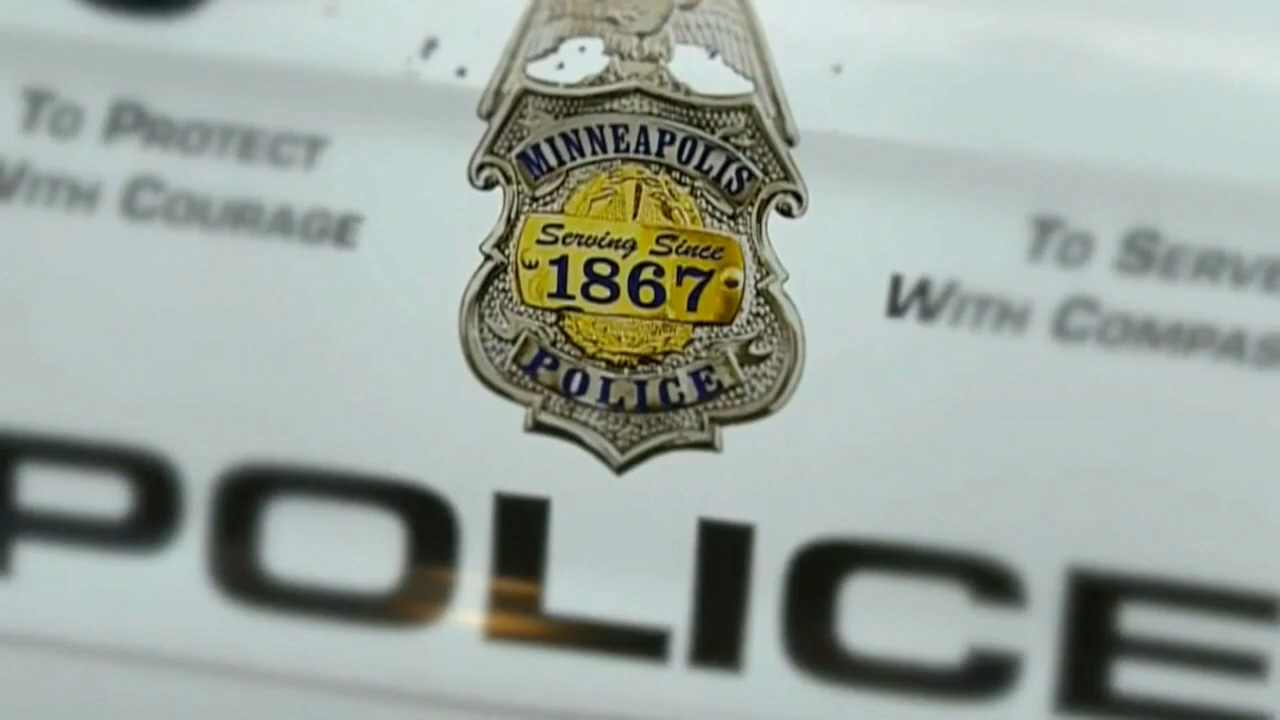 To Protect
With Courage
MINNEAPOLIS
Serving Since
1867
POLICE
To Serve
With Compas
POLICE